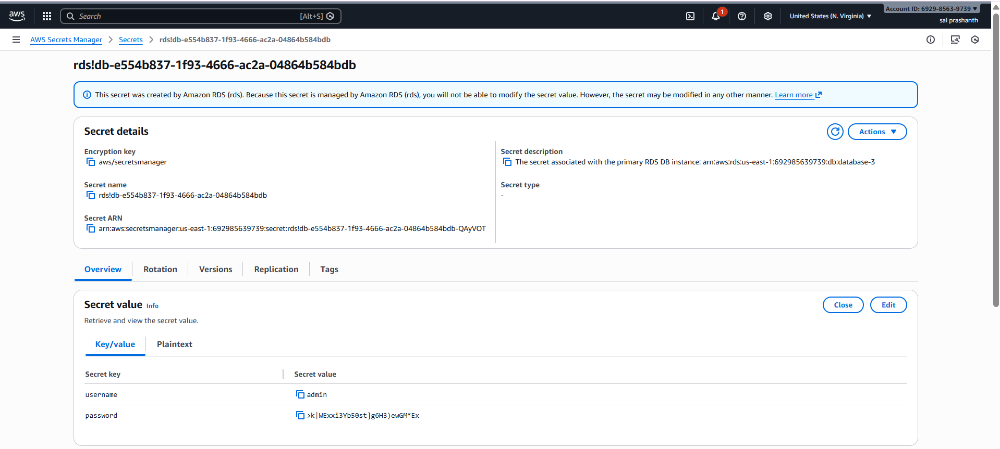 aws
Search [Alt+S]
1
United States (N. Virginia)
Account ID: 6929-8563-9739
sai prashanth
AWS Secrets Manager
Secrets
rds!db-e554b837-1f93-4666-ac2a-04864b584bdb
rds!db-e554b837-1f93-4666-ac2a-04864b584bdb
This secret was created by Amazon RDS (rds). Because this secret is managed by Amazon RDS (rds), you will not be able to modify the secret value. However, the secret may be modified in any other manner. Learn more
Secret details
Actions
Encryption key
aws/secretsmanager
Secret name
rds!db-e554b837-1f93-4666-ac2a-04864b584bdb
Secret ARN
arn:aws:secretsmanager:us-east-1:692985639739:secret:rds!db-e554b837-1f93-4666-ac2a-04864b584bdb-QAyVOT
Secret description
The secret associated with the primary RDS DB instance: arn:aws:rds:us-east-1:692985639739:db:database-3
Secret type
-
Overview
Rotation
Versions
Replication
Tags
Secret value Info
Close
Edit
Retrieve and view the secret value.
Key/value
Plaintext
Secret key
Secret value
username
admin
password
>k|WExxi3Yb50st]g6H3)ewGM*Ex